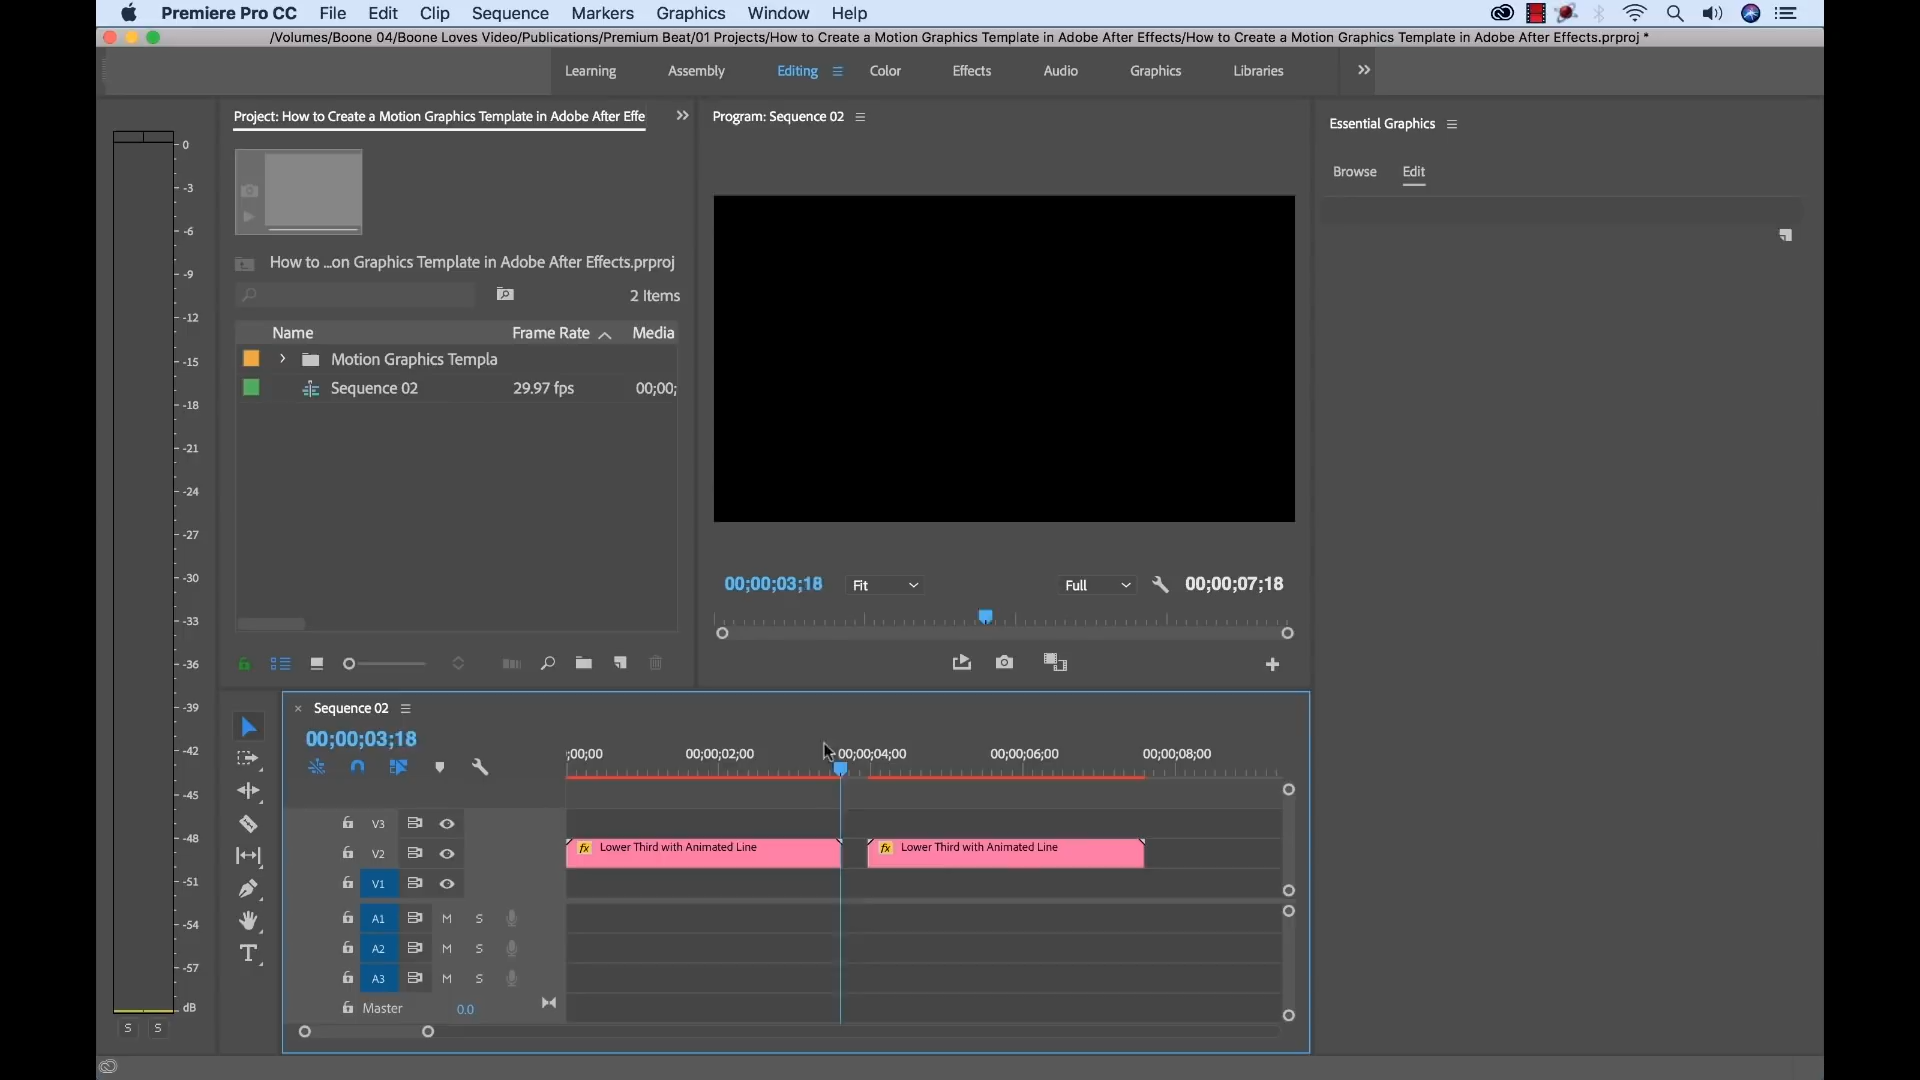 Premiere Pro CC File Edit Clip Sequence Markers Graphics Window Help
/Volumes/Boone 04/Boone Loves Video/Publications/Premium Beat/01 Projects/How to Create a Motion Graphics Template in Adobe After Effects/How to Create a Motion Graphics Template in Adobe After Effects.prproj *
Learning Assembly Editing Color Effects Audio Graphics Libraries
Project: How to Create a Motion Graphics Template in Adobe After Effe
Program: Sequence 02
Essential Graphics
Browse Edit
How to ...on Graphics Template in Adobe After Effects.prproj
2 Items
Name Frame Rate Media
Motion Graphics Templa
Sequence 02 29.97 fps 00;00;
00;00;03;18 Fit Full 00;00;07;18
0
-3
-6
-9
-12
-15
-18
-21
-24
-27
-30
-33
-36
-39
-42
-45
-48
-51
-54
-57
dB
S S
Sequence 02
00;00;03;18
;00;00 00;00;02;00 00;00;04;00 00;00;06;00 00;00;08;00
V3
V2 fx Lower Third with Animated Line fx Lower Third with Animated Line
V1
A1 M S
A2 M S
A3 M S
Master 0.0
T